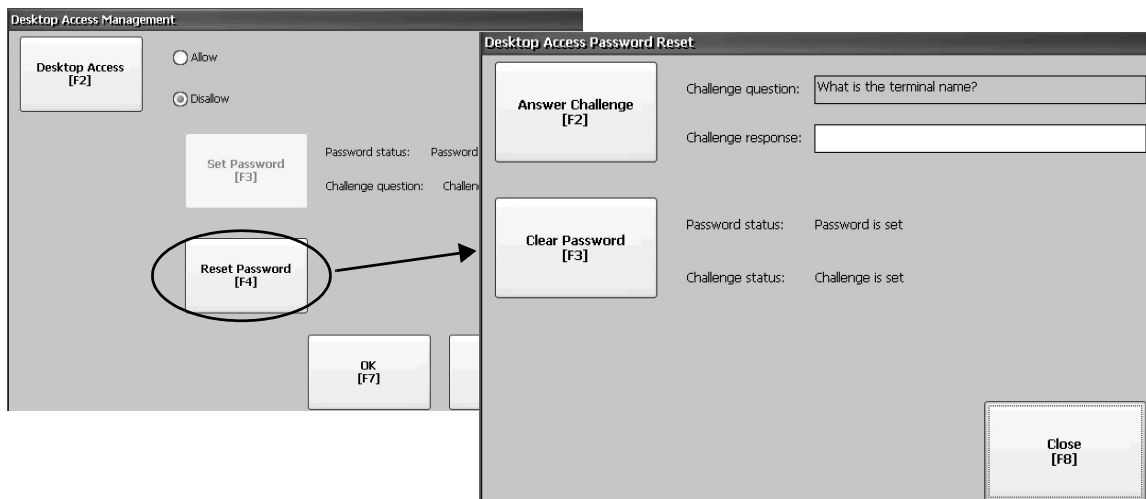 Desktop Access Management
Desktop Access
[F2]
Allow
Disallow
Set Password
[F3]
Password status: Password
Challenge question: Challen
Reset Password
[F4]
OK
[F7]
Desktop Access Password Reset
Answer Challenge
[F2]
Challenge question: What is the terminal name?
Challenge response:
Clear Password
[F3]
Password status: Password is set
Challenge status: Challenge is set
Close
[F8]